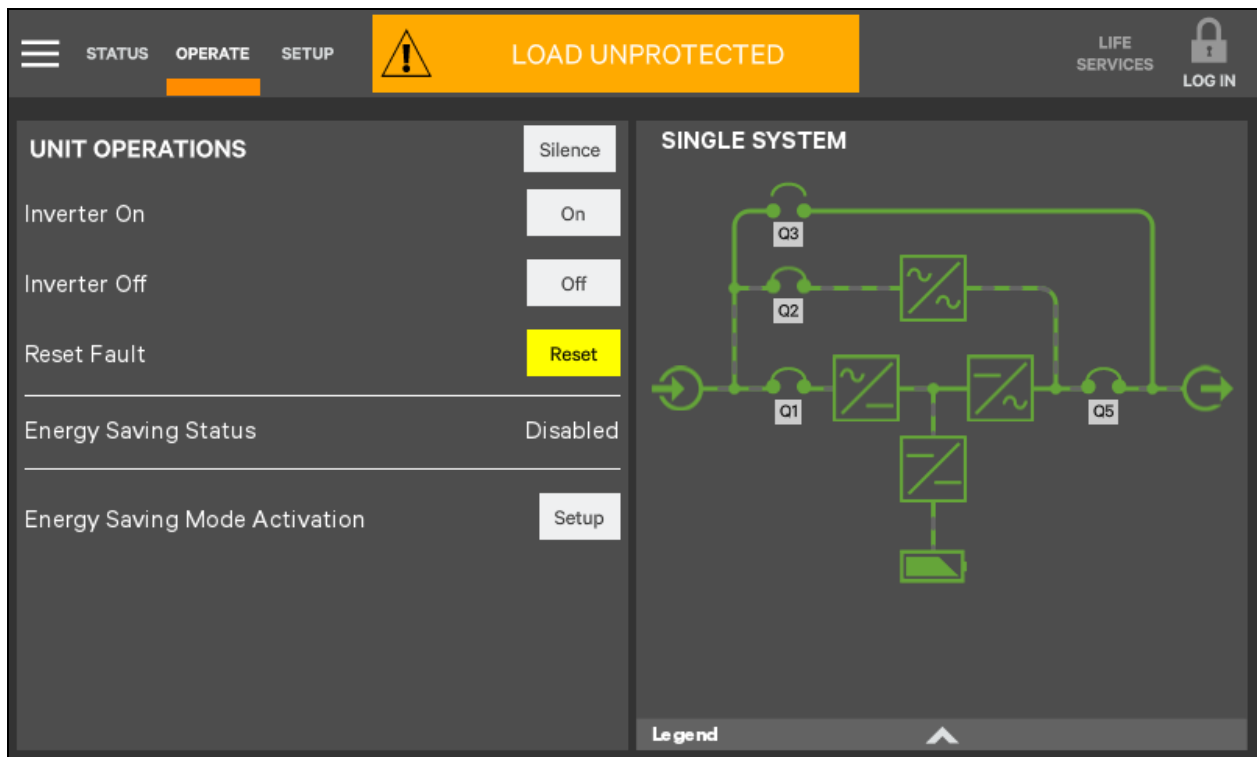 STATUS OPERATE SETUP
LOAD UNPROTECTED
LIFE
SERVICES
LOG IN
UNIT OPERATIONS
Silence
Inverter On
On
Inverter Off
Off
Reset Fault
Reset
Energy Saving Status
Disabled
Energy Saving Mode Activation
Setup
SINGLE SYSTEM
Q3
Q2
Q1
Q5
Legend